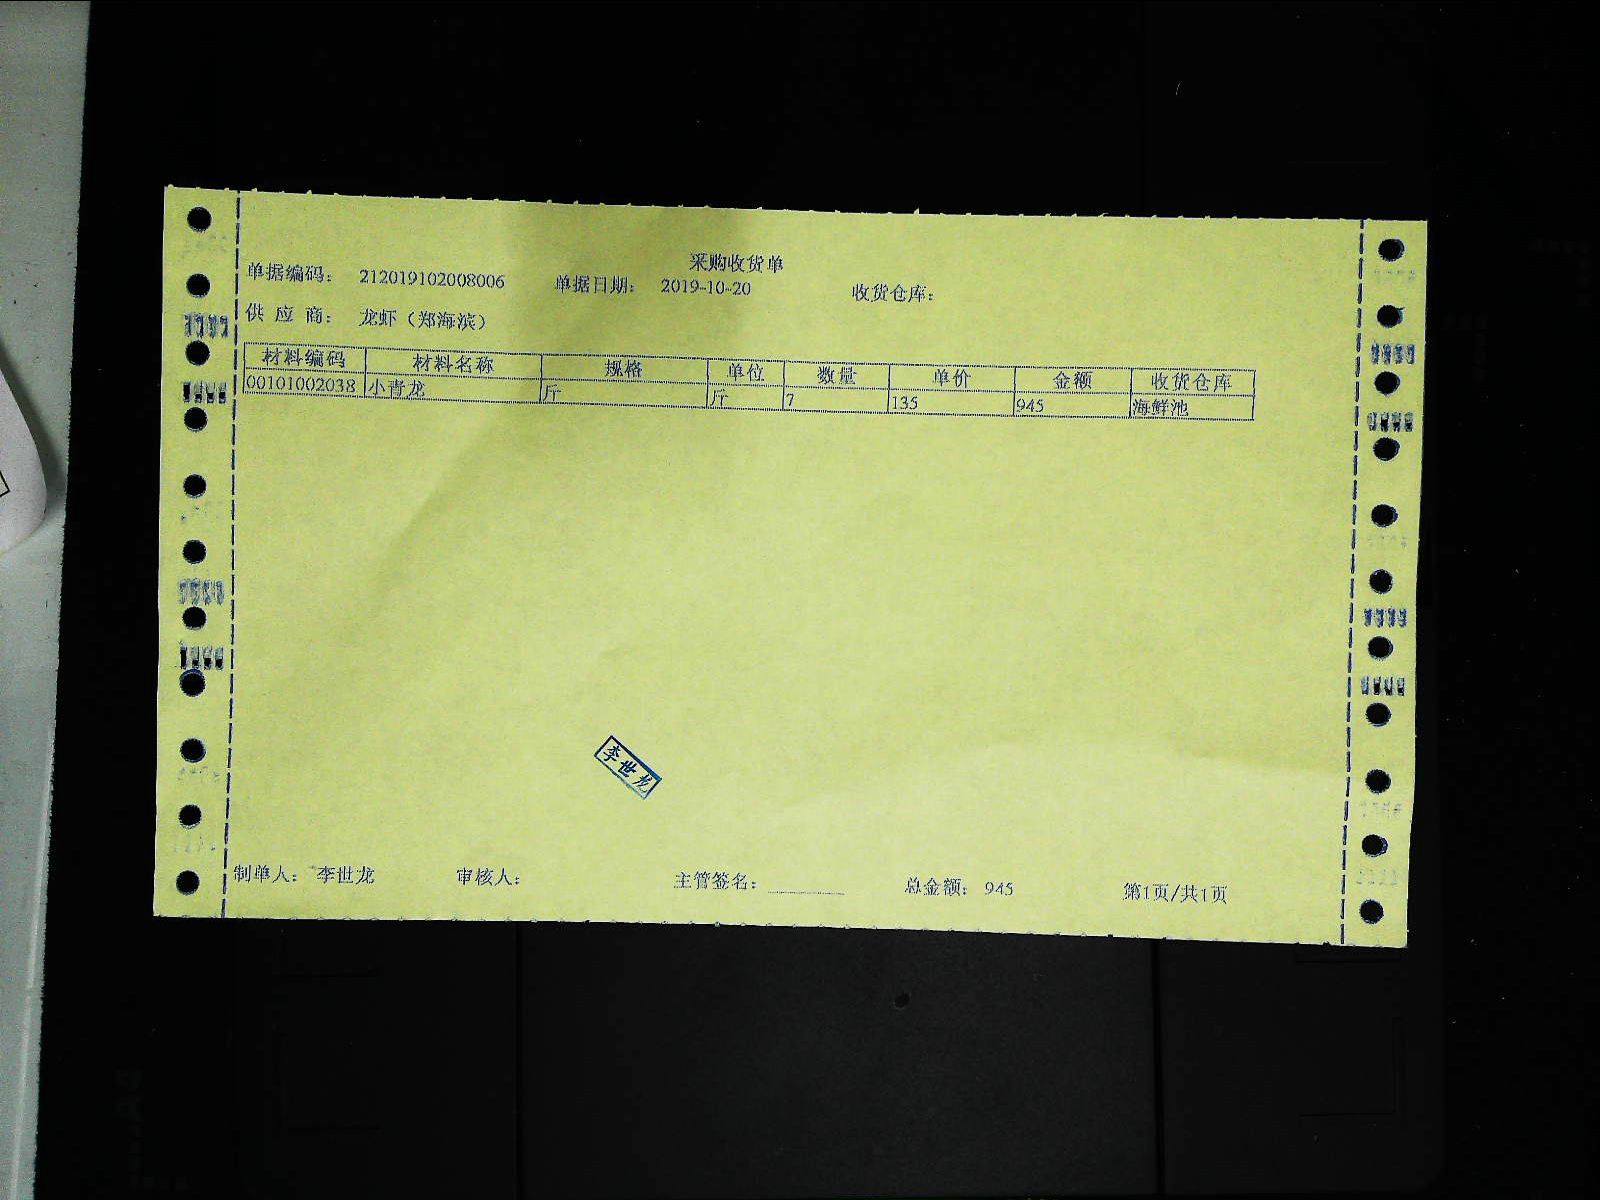 采购收货单
单据编码: 212019102008006 单据日期: 2019-10-20 收货仓库:
供 应 商: 龙虾（郑海滨）
材料编码 材料名称 规格 单位 数量 单价 金额 收货仓库
00101002038 小青龙 斤 斤 7 135 945 海鲜池
李世龙
制单人: 李世龙 审核人: 主管签名: 总金额: 945 第1页/共1页